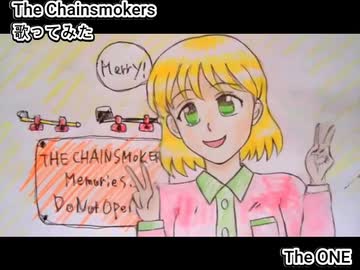 The Chainsmokers
歌ってみた
Merry!
THE CHAINSMOKER
Memories.
Do Not Open
The ONE